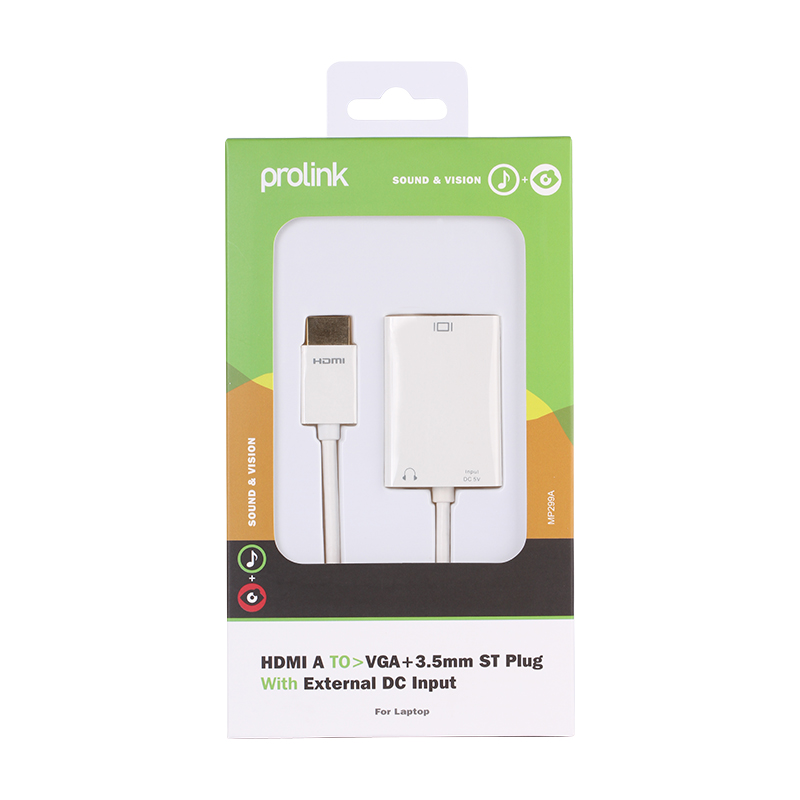 prolink
SOUND & VISION
HDMI
Input
DC 5V
SOUND & VISION
MP299A
HDMI A TO>VGA+3.5mm ST Plug
With External DC Input
For Laptop